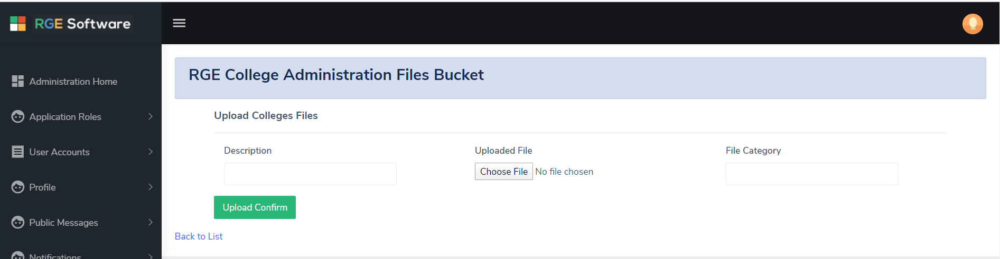 RGE Software
Administration Home
Application Roles
User Accounts
Profile
Public Messages
Notifications
RGE College Administration Files Bucket
Upload Colleges Files
Description
Uploaded File
File Category
Choose File No file chosen
Upload Confirm
Back to List